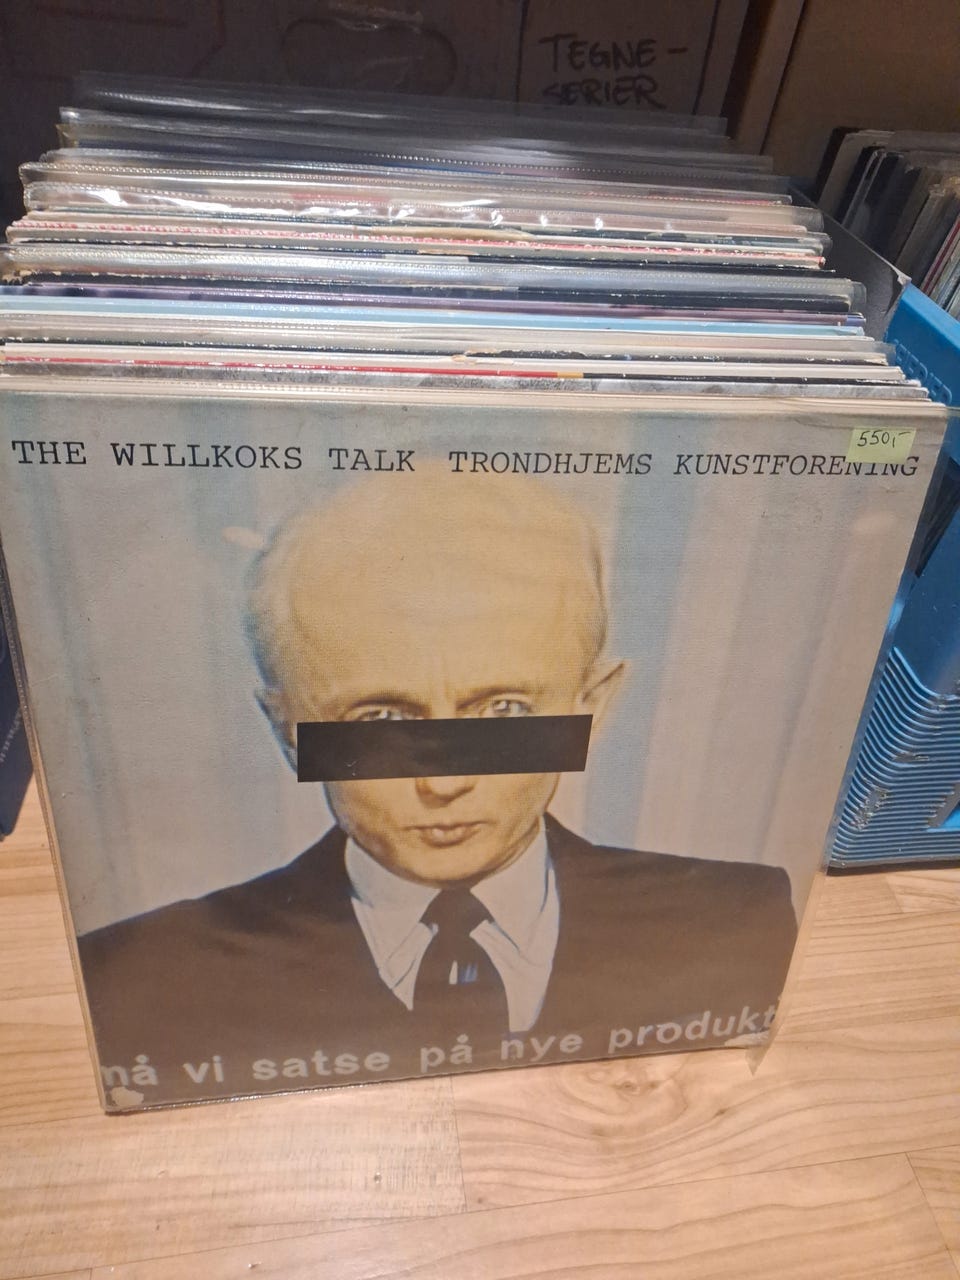 TEGNE-
SERIER
550,-
THE WILLKOKS TALK TRONDHJEMS KUNSTFORENING
må vi satse på nye produkt